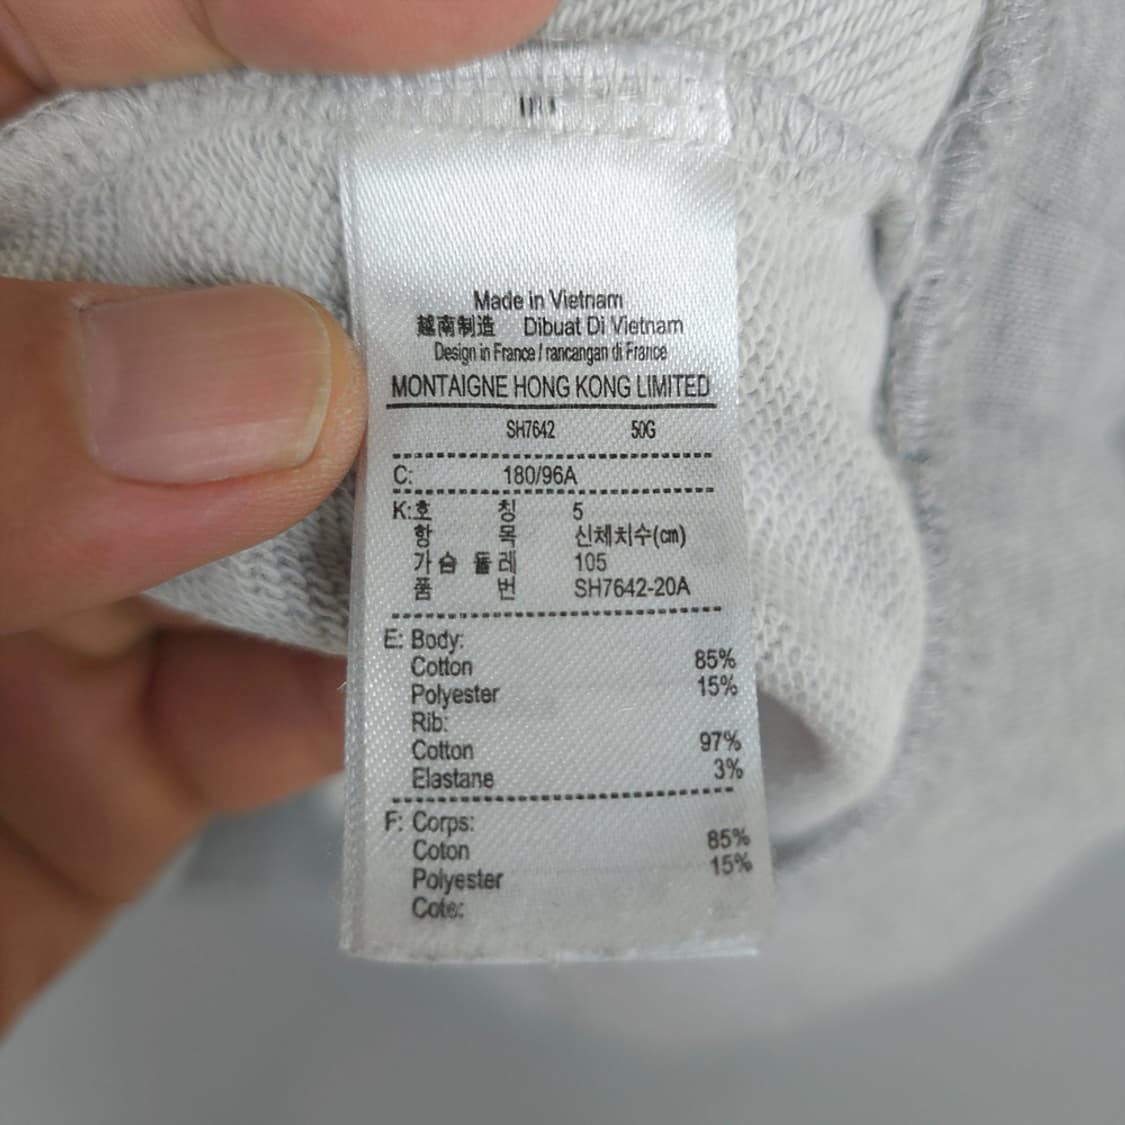 Made in Vietnam
越南制造 Dibuat Di Vietnam
Design in France / rancangan di France
MONTAIGNE HONG KONG LIMITED
SH7642 50G
C: 180/96A
K:호 칭 5
항 목 신체치수(cm)
가슴 둘레 105
품 번 SH7642-20A
E: Body:
Cotton 85%
Polyester 15%
Rib:
Cotton 97%
Elastane 3%
F: Corps:
Coton 85%
Polyester 15%
Cote: